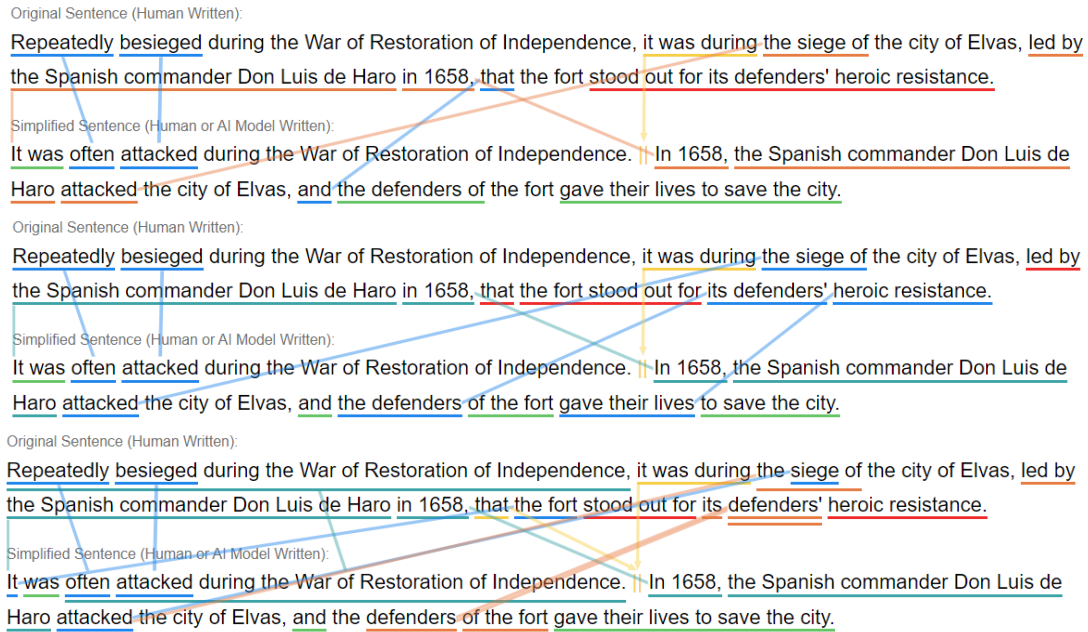 Original Sentence (Human Written):
Repeatedly besieged during the War of Restoration of Independence, it was during the siege of the city of Elvas, led by
the Spanish commander Don Luis de Haro in 1658, that the fort stood out for its defenders' heroic resistance.
Simplified Sentence (Human or AI Model Written):
It was often attacked during the War of Restoration of Independence. || In 1658, the Spanish commander Don Luis de
Haro attacked the city of Elvas, and the defenders of the fort gave their lives to save the city.
Original Sentence (Human Written):
Repeatedly besieged during the War of Restoration of Independence, it was during the siege of the city of Elvas, led by
the Spanish commander Don Luis de Haro in 1658, that the fort stood out for its defenders' heroic resistance.
Simplified Sentence (Human or AI Model Written):
It was often attacked during the War of Restoration of Independence. || In 1658, the Spanish commander Don Luis de
Haro attacked the city of Elvas, and the defenders of the fort gave their lives to save the city.
Original Sentence (Human Written):
Repeatedly besieged during the War of Restoration of Independence, it was during the siege of the city of Elvas, led by
the Spanish commander Don Luis de Haro in 1658, that the fort stood out for its defenders' heroic resistance.
Simplified Sentence (Human or AI Model Written):
It was often attacked during the War of Restoration of Independence. || In 1658, the Spanish commander Don Luis de
Haro attacked the city of Elvas, and the defenders of the fort gave their lives to save the city.